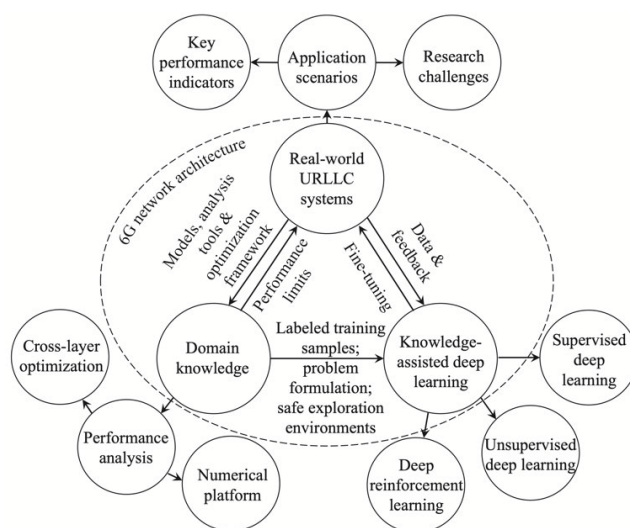 Key
performance
indicators
Application
scenarios
Research
challenges
6G network architecture
Real-world
URLLC
systems
Models, analysis
tools &
optimization
framework
Performance
limits
Data &
feedback
Fine-tuning
Cross-layer
optimization
Domain
knowledge
Labeled training
samples;
problem
formulation;
safe exploration
environments
Knowledge-
assisted deep
learning
Supervised
deep
learning
Performance
analysis
Numerical
platform
Deep
reinforcement
learning
Unsupervised
deep learning